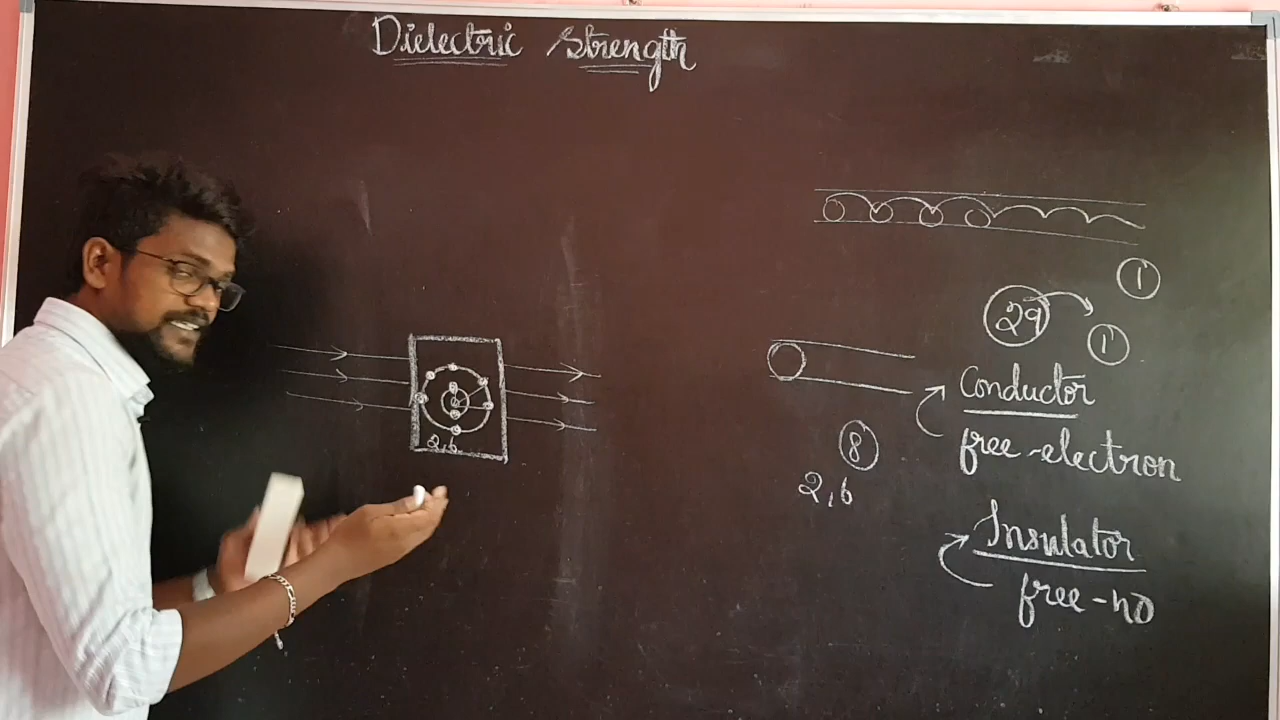 Dielectric Strength
1
29
1
Conductor
free-electron
8
2,6
2,6
Insulator
free-no